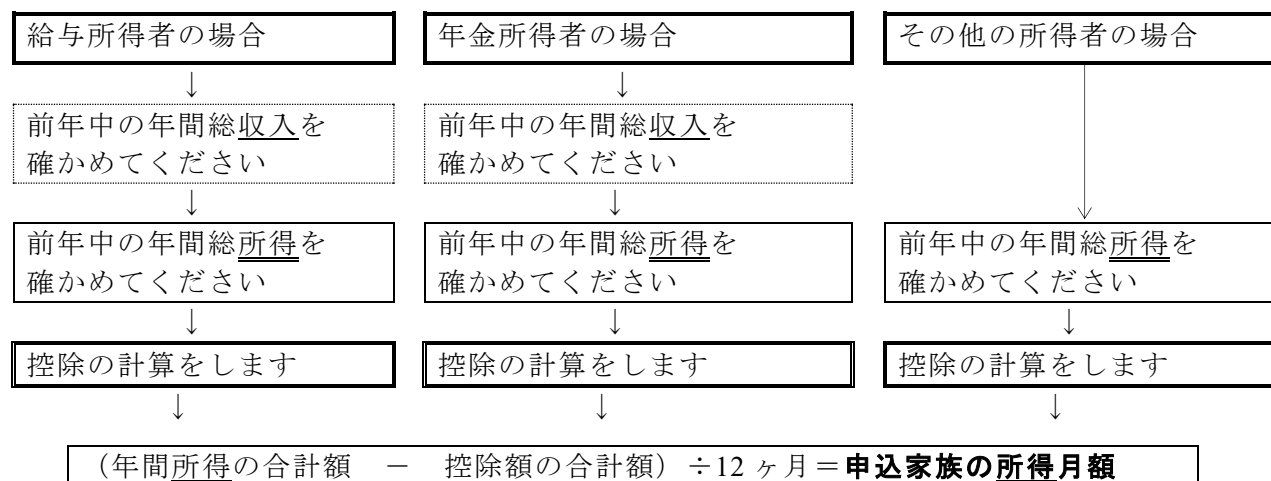 給与所得者の場合
年金所得者の場合
その他の所得者の場合
↓
↓
前年中の年間総収入を
確かめてください
前年中の年間総収入を
確かめてください
↓
↓
前年中の年間総所得を
確かめてください
前年中の年間総所得を
確かめてください
前年中の年間総所得を
確かめてください
↓
↓
↓
控除の計算をします
控除の計算をします
控除の計算をします
↓
↓
↓
(年間所得の合計額 － 控除額の合計額)÷12 ヶ月＝申込家族の所得月額